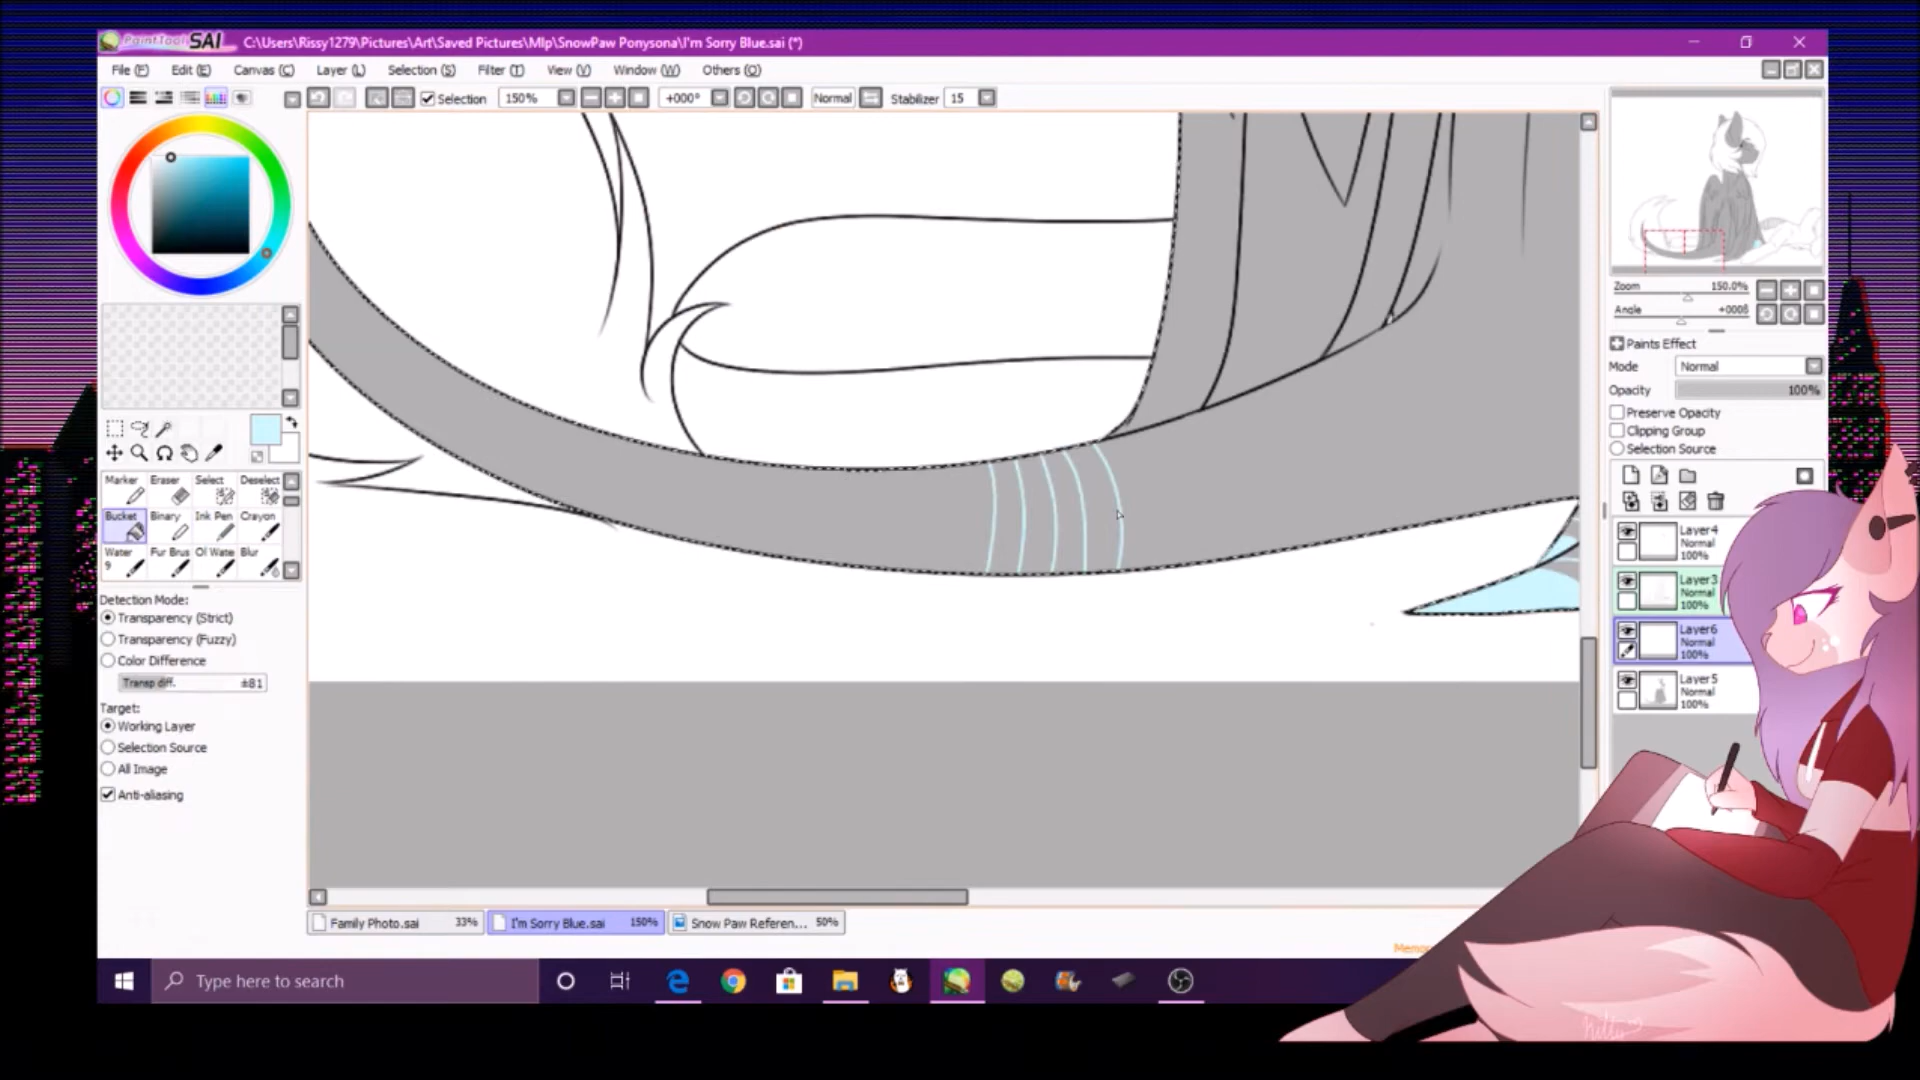 PaintTool SAI C:\Users\Rissy1279\Pictures\Art\Saved Pictures\Mlp\SnowPaw Ponysona\I'm Sorry Blue.sai (*)
File (F) Edit (E) Canvas (C) Layer (L) Selection (S) Filter (T) View (V) Window (W) Others (O)
Selection 150% +000° Normal Stabilizer 15
Zoom 150.0%
Angle +000°
Paints Effect
Mode Normal
Opacity 100%
Preserve Opacity
Clipping Group
Selection Source
Marker Eraser Select Deselect
Bucket Binary Ink Pen Crayon
Water Fur Brus Ol Wate Blur
9
Layer4
Normal
100%
Layer3
Normal
100%
Layer6
Normal
100%
Layer5
Normal
100%
Detection Mode:
Transparency (Strict)
Transparency (Fuzzy)
Color Difference
Transp diff. ±81
Target:
Working Layer
Selection Source
All Image
Anti-aliasing
Family Photo.sai 33% I'm Sorry Blue.sai 150% Snow Paw Referen... 50%
Type here to search